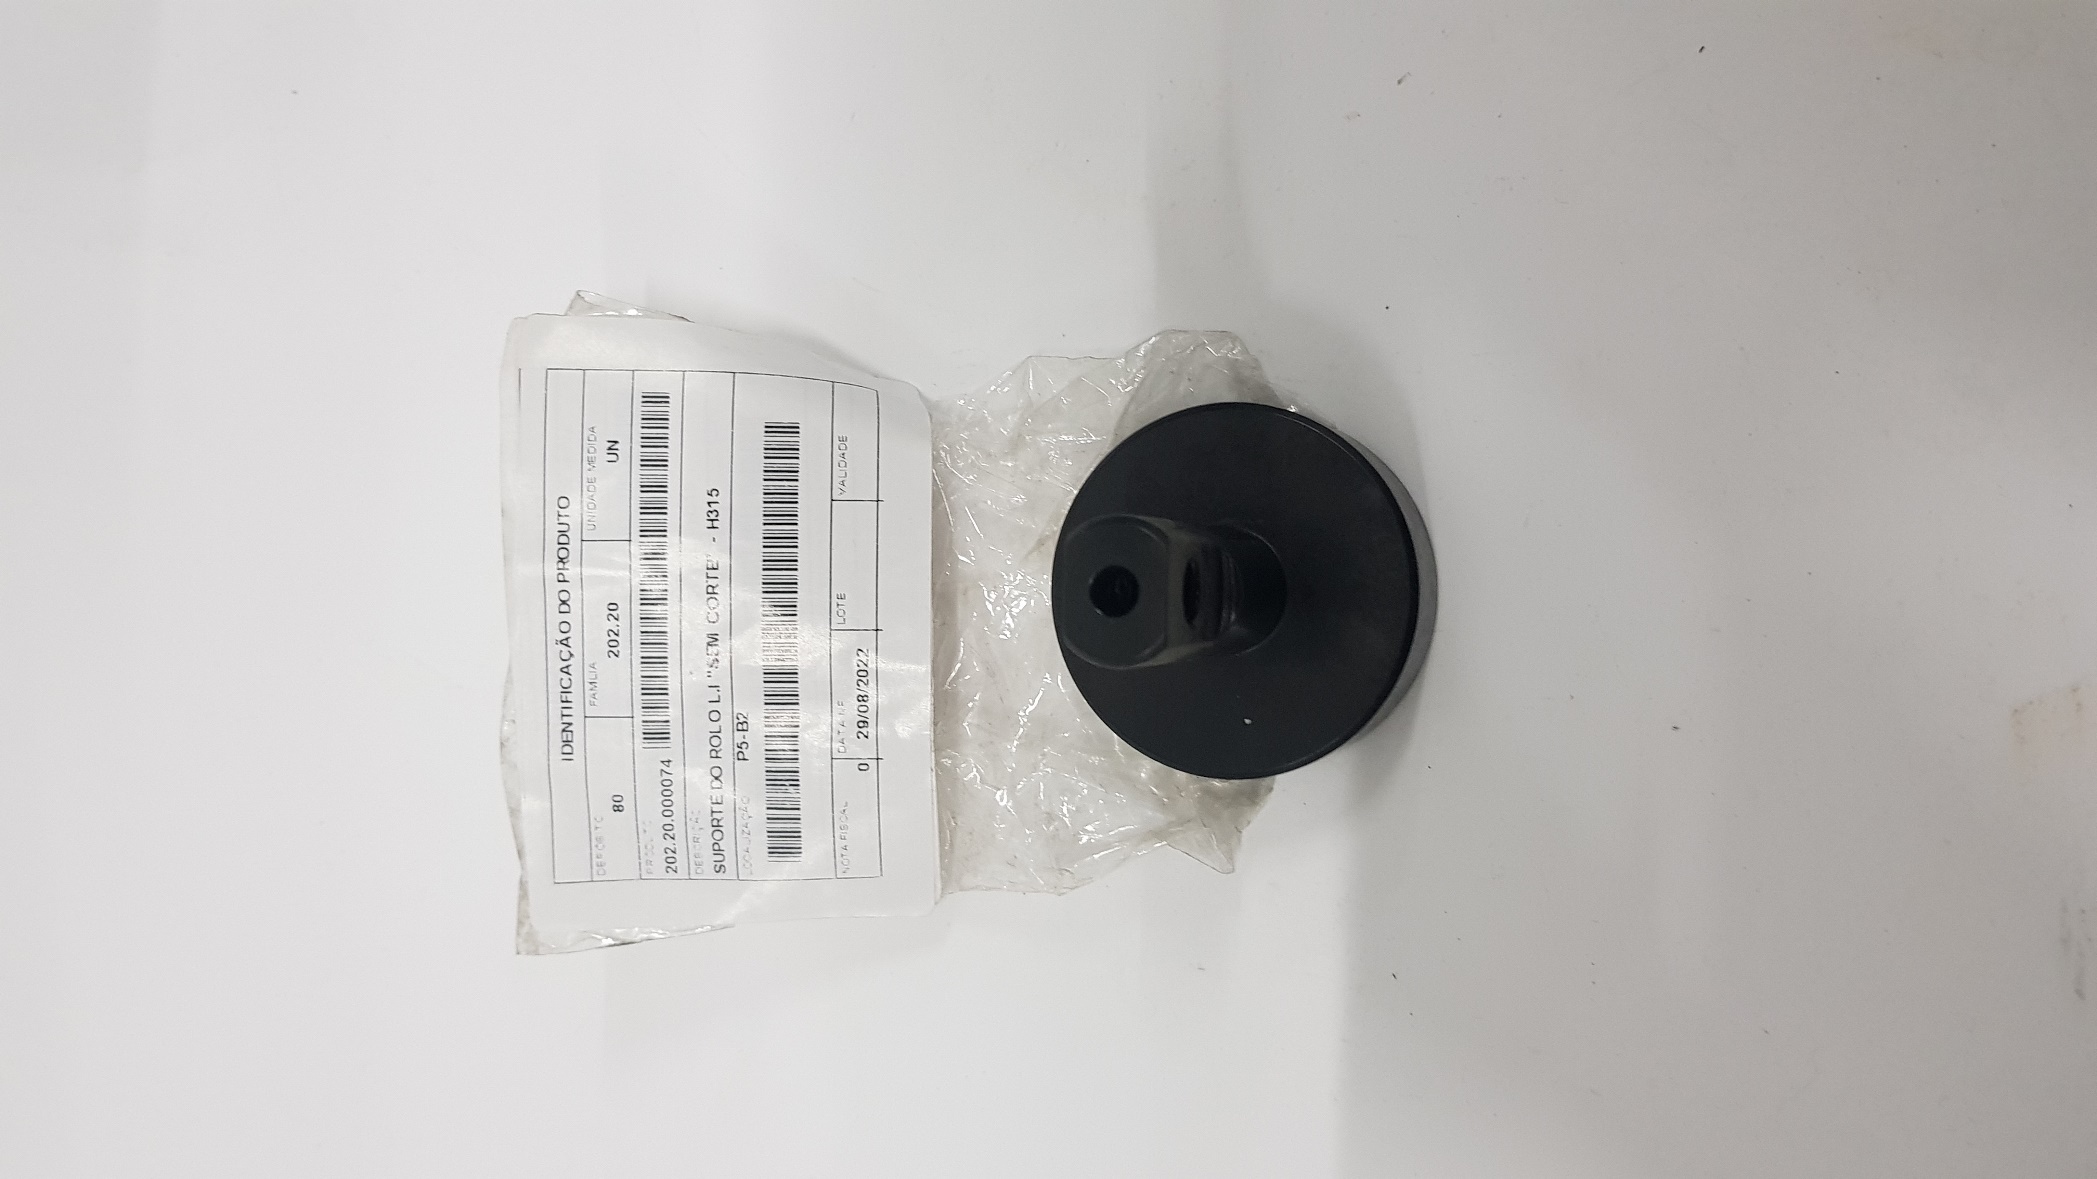 IDENTIFICAÇÃO DO PRODUTO
DEPÓSITO FAMÍLIA UNIDADE MEDIDA
80 202.20 UN
PRODUTO
202.20.000074
DESCRIÇÃO
SUPORTE DO ROLO L.I "SEM CORTE" - H315
LOCALIZAÇÃO P5-B2
NOTA FISCAL DATA NF LOTE VALIDADE
0 29/08/2022